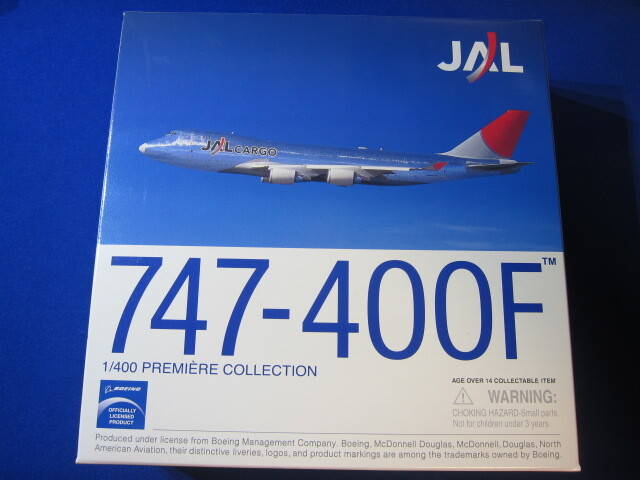 JAL
JAL CARGO
747-400F™
1/400 PREMIÈRE COLLECTION
AGE OVER 14 COLLECTABLE ITEM
WARNING:
CHOKING HAZARD-Small parts.
Not for children under 3 years.
BOEING
OFFICIALLY
LICENSED
PRODUCT
Produced under license from Boeing Management Company. Boeing, McDonnell Douglas, McDonnell, Douglas, North
American Aviation, their distinctive liveries, logos, and product markings are among the trademarks owned by Boeing.